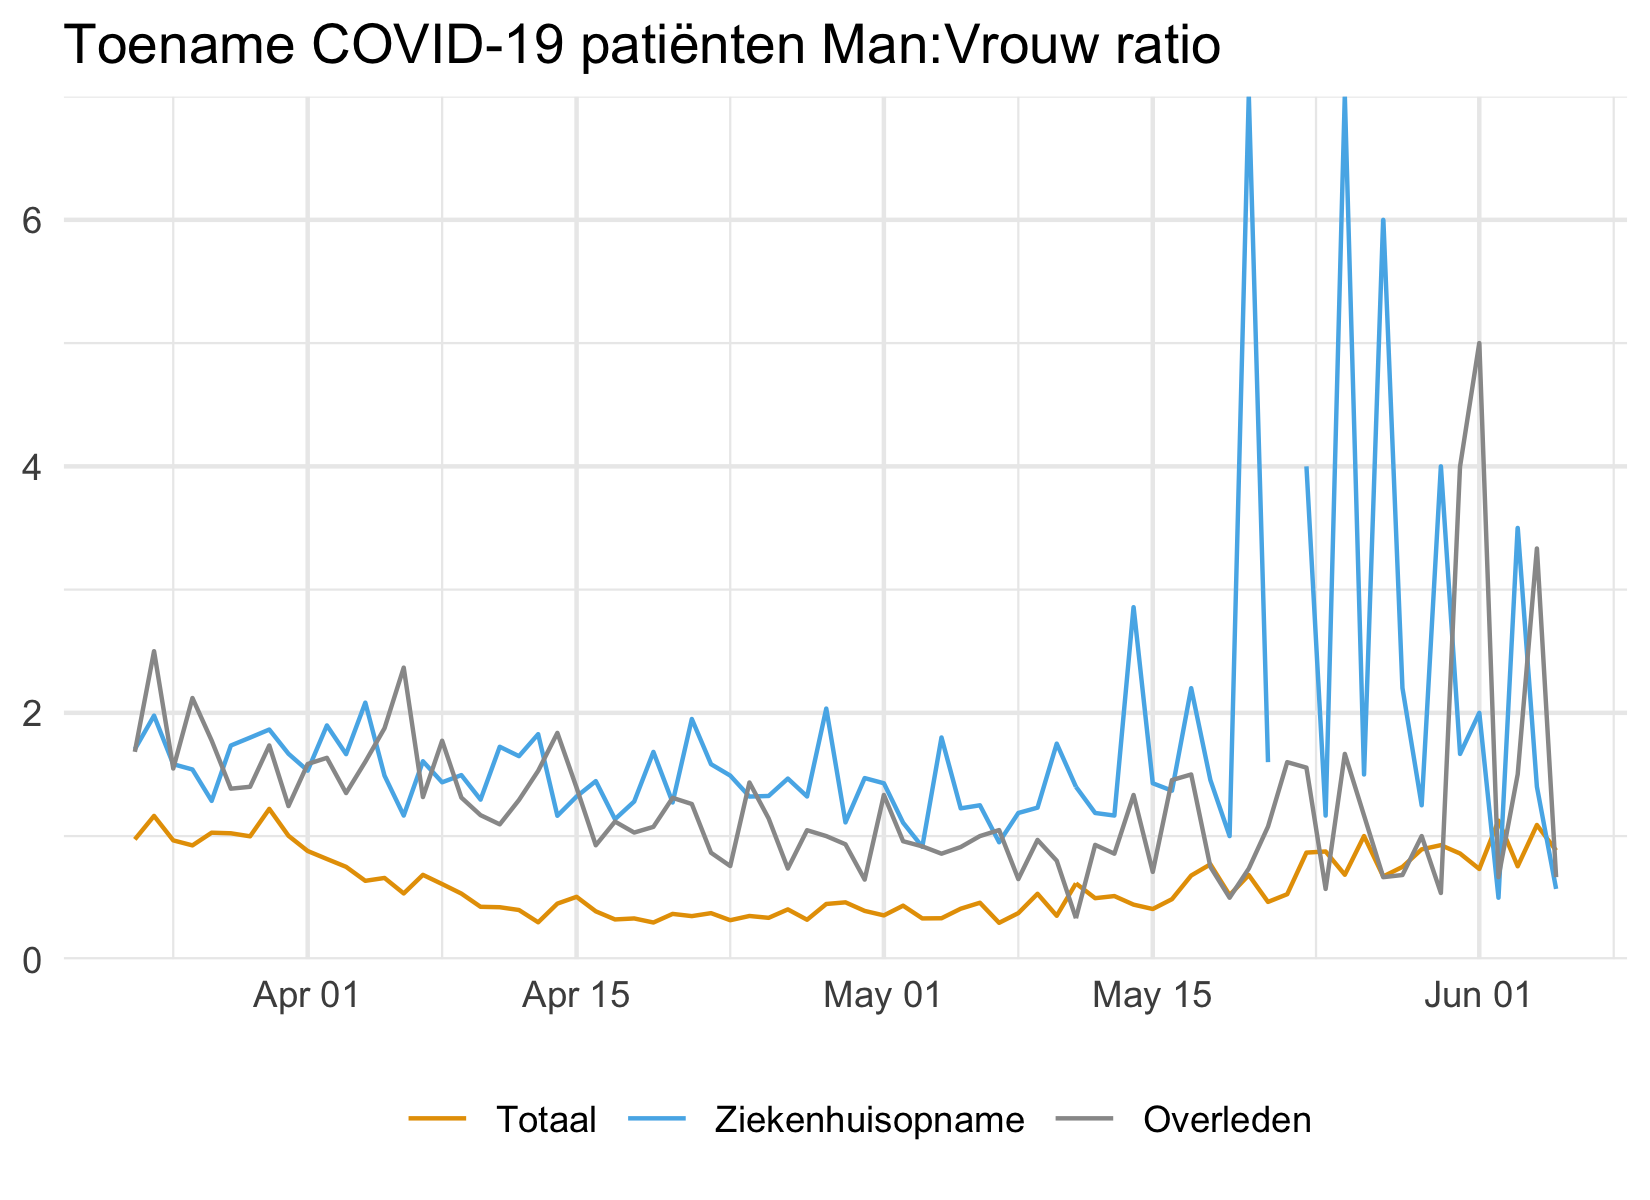 Toename COVID-19 patiënten Man:Vrouw ratio
6
4
2
0
Apr 01 Apr 15 May 01 May 15 Jun 01
Totaal Ziekenhuisopname Overleden